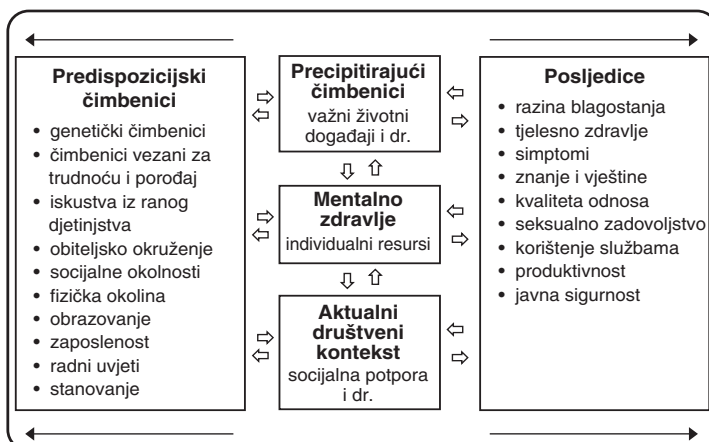 Predispozicijski
čimbenici
• genetički čimbenici
• čimbenici vezani za
trudnoću i porođaj
• iskustva iz ranog
djetinjstva
• obiteljsko okruženje
• socijalne okolnosti
• fizička okolina
• obrazovanje
• zaposlenost
• radni uvjeti
• stanovanje
Precipitirajući
čimbenici
važni životni
događaji i dr.
Mentalno
zdravlje
individualni resursi
Aktualni
društveni
kontekst
socijalna potpora
i dr.
Posljedice
• razina blagostanja
• tjelesno zdravlje
• simptomi
• znanje i vještine
• kvaliteta odnosa
• seksualno zadovoljstvo
• korištenje službama
• produktivnost
• javna sigurnost